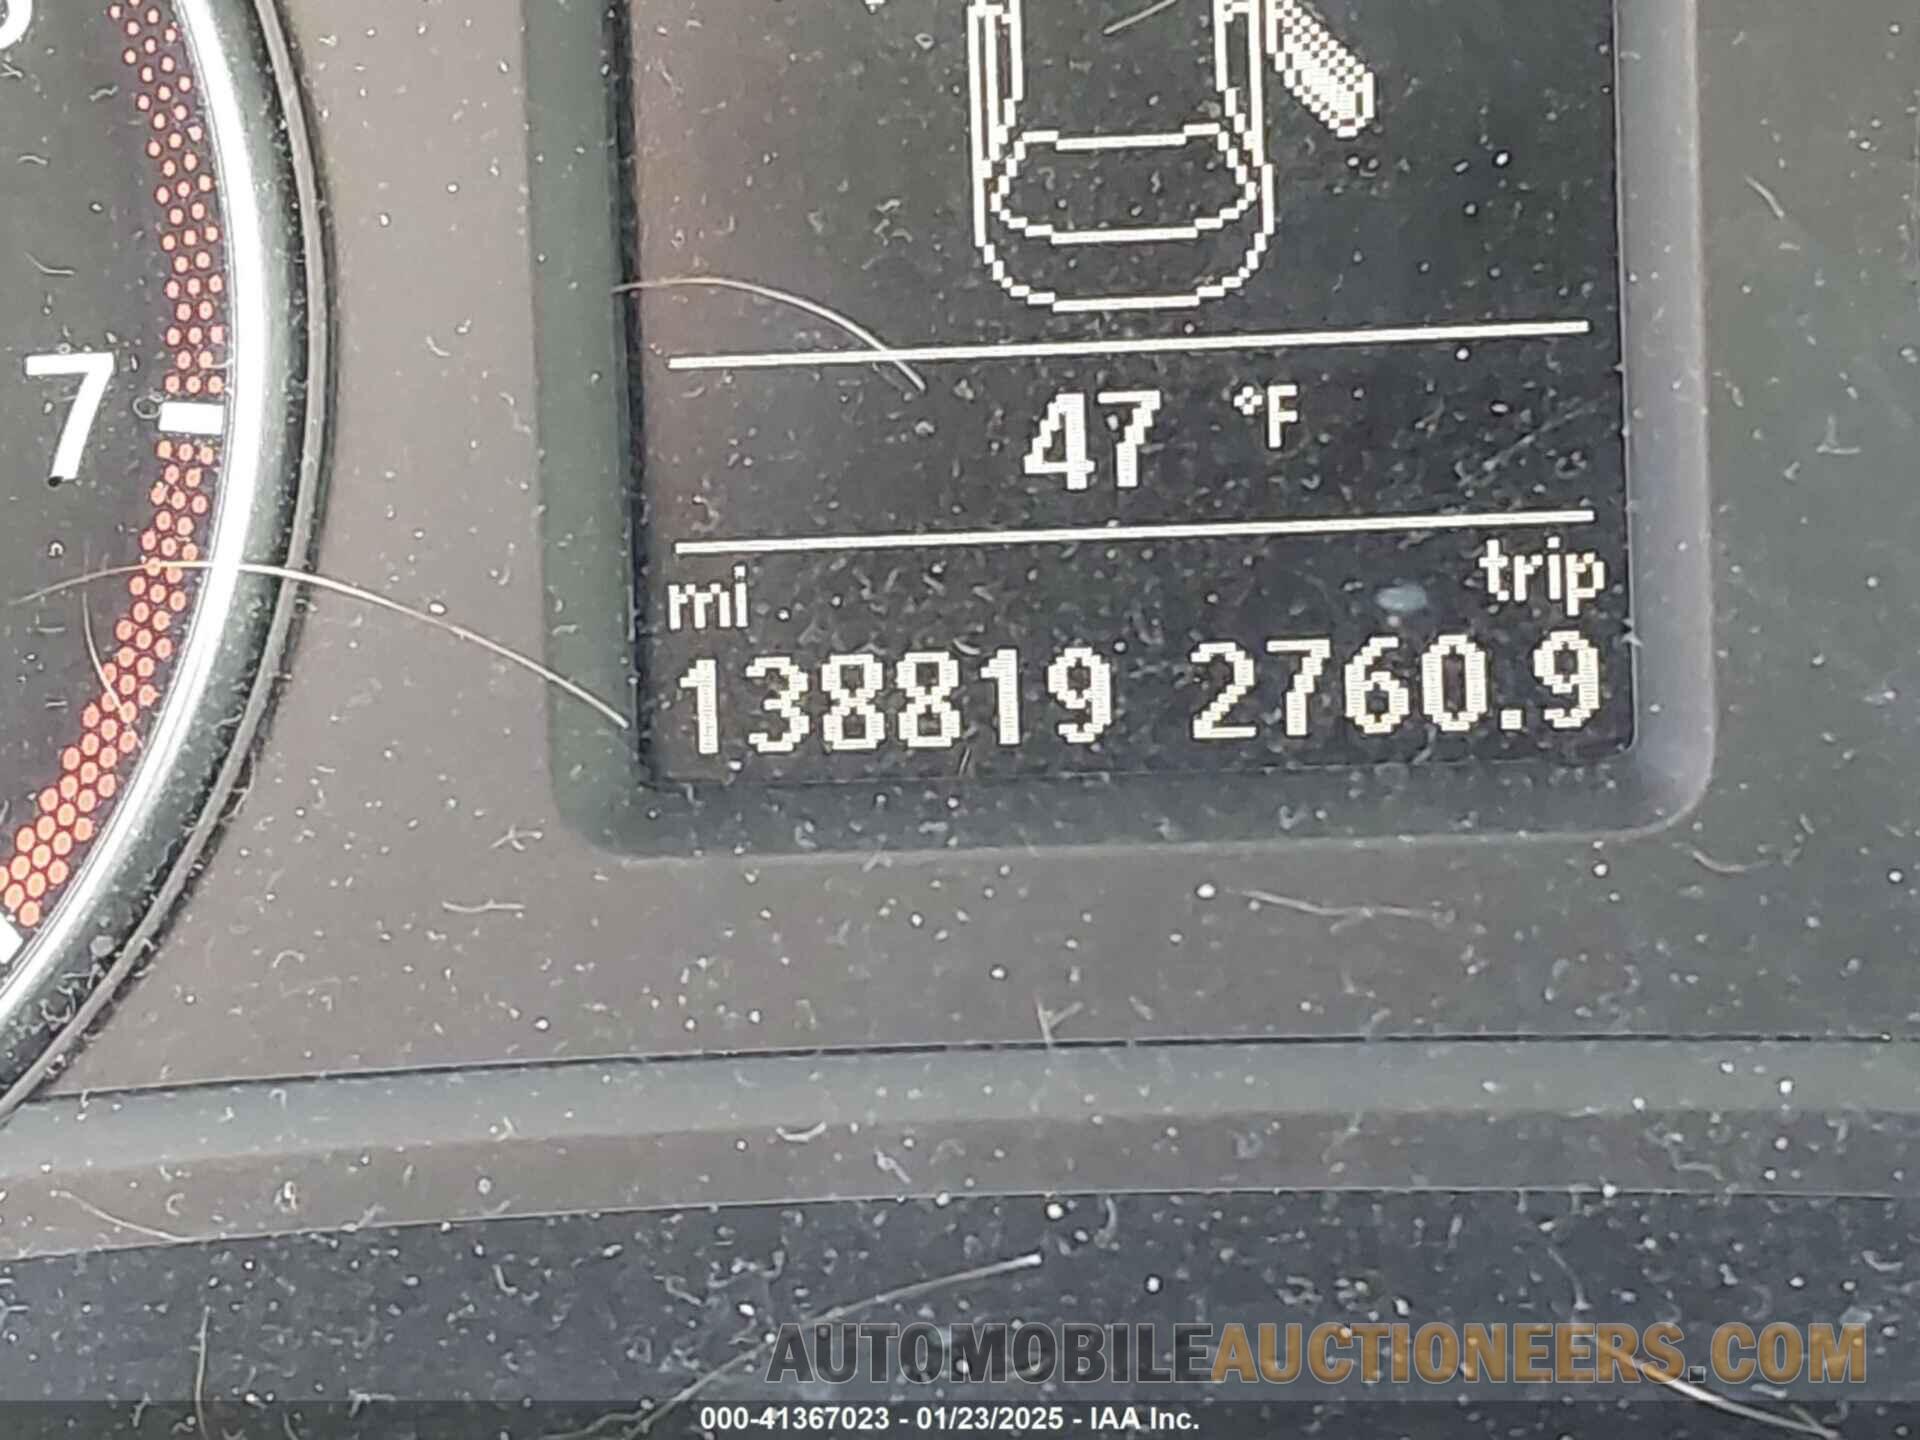 7
47 °F
mi trip
138819 2760.9
AUTOMOBILEAUCTIONEERS.COM
000-41367023 - 01/23/2025 - IAA Inc.